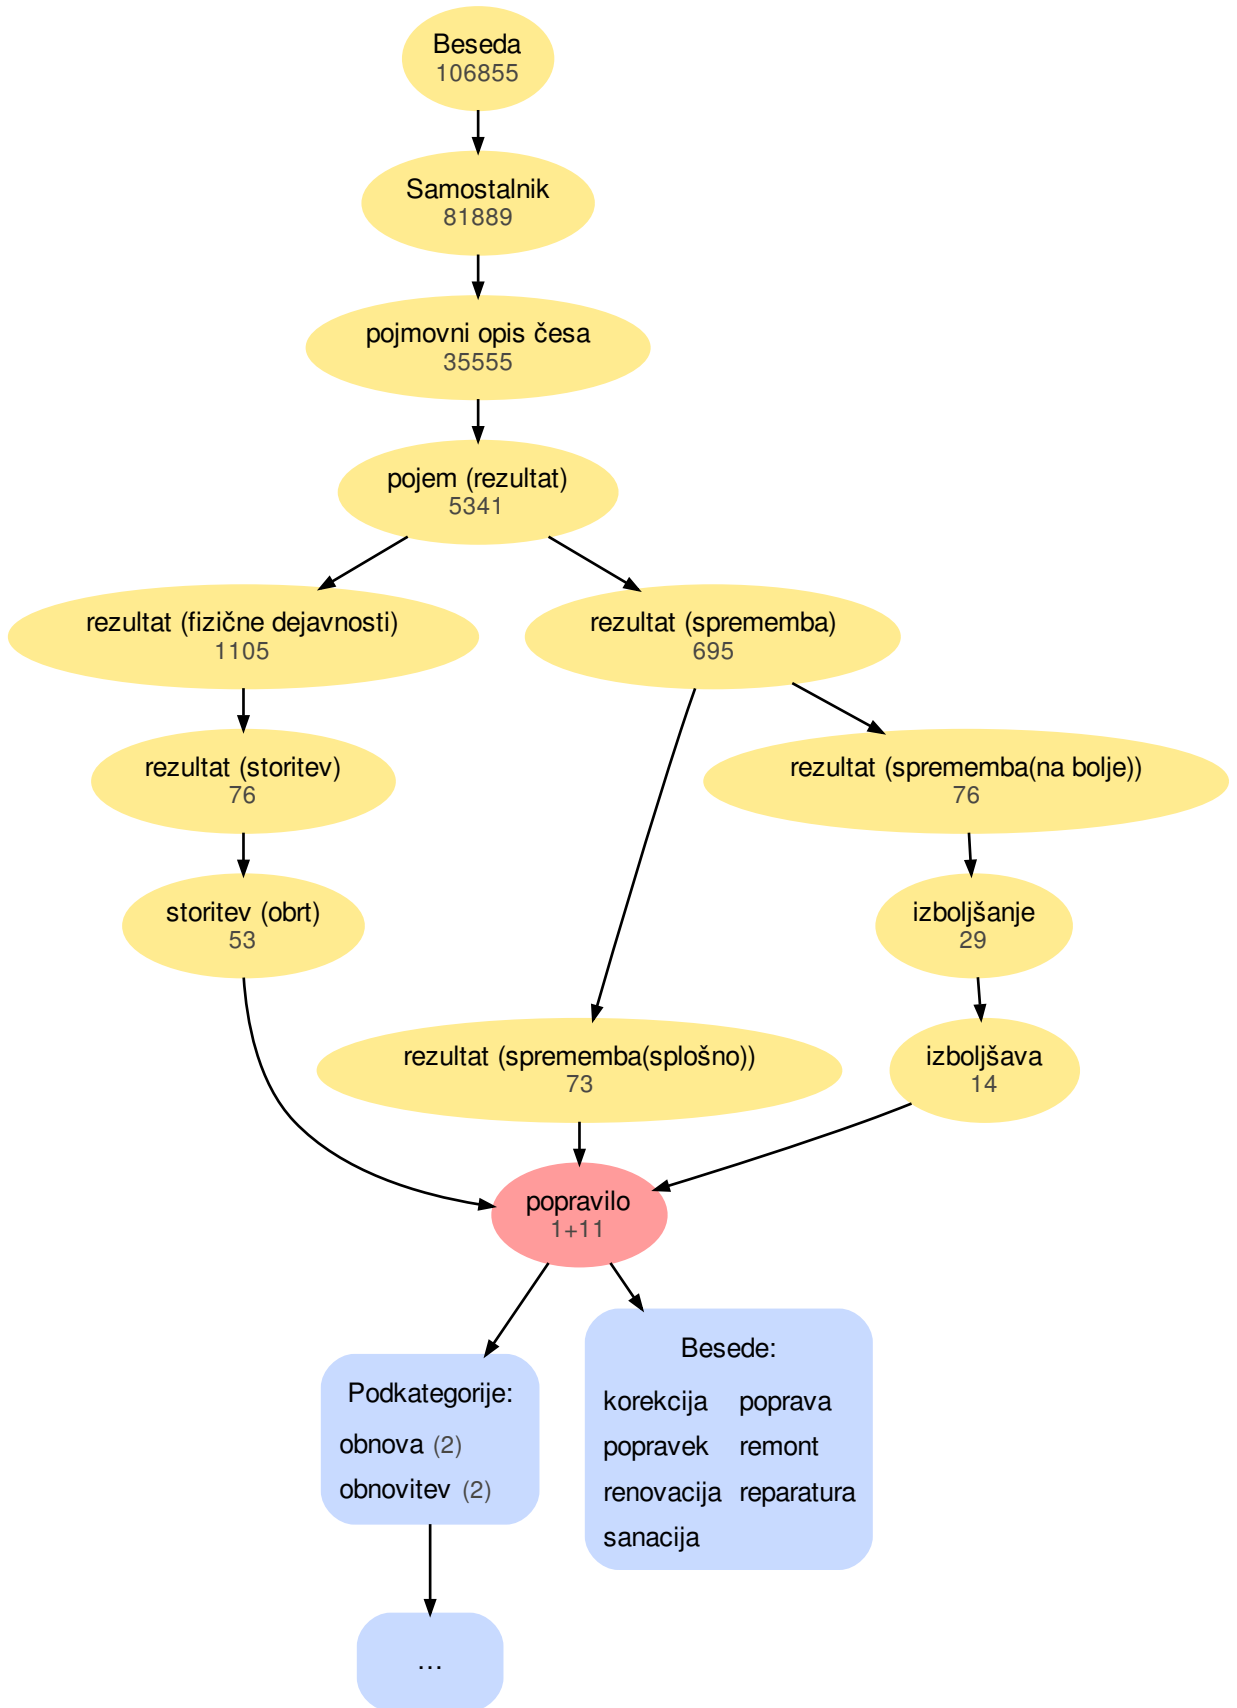 Beseda
106855
Samostalnik
81889
pojmovni opis česa
35555
pojem (rezultat)
5341
rezultat (fizične dejavnosti)
1105
rezultat (sprememba)
695
rezultat (storitev)
76
rezultat (sprememba(na bolje))
76
storitev (obrt)
53
izboljšanje
29
rezultat (sprememba(splošno))
73
izboljšava
14
popravilo
1+11
Podkategorije:
obnova (2)
obnovitev (2)
Besede:
korekcija poprava
popravek remont
renovacija reparatura
sanacija
...